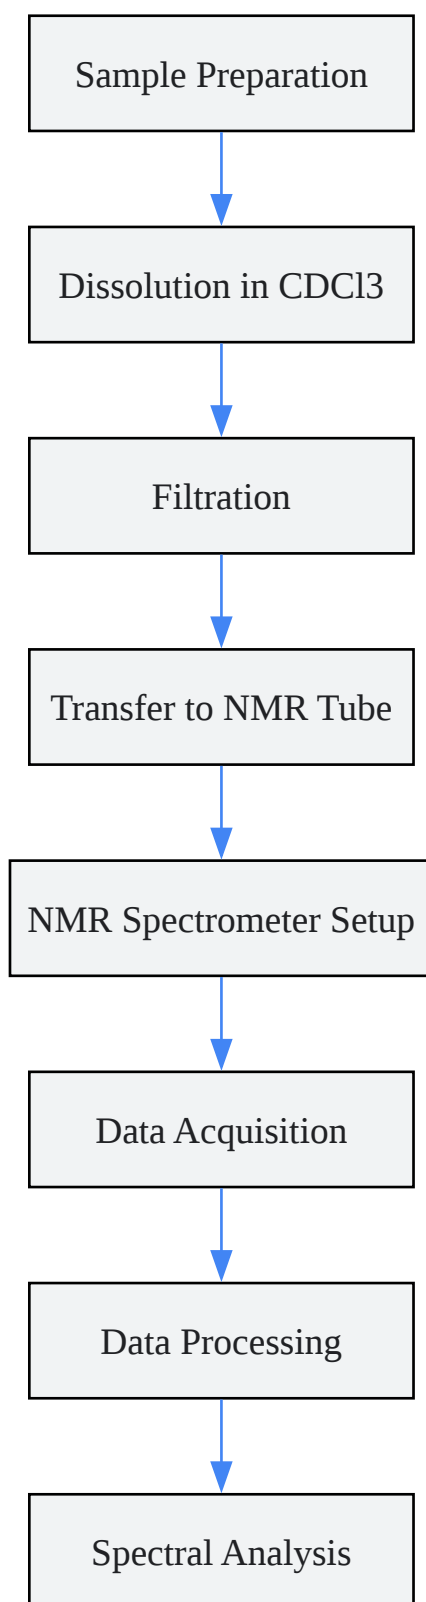 Sample Preparation
Dissolution in CDCl3
Filtration
Transfer to NMR Tube
NMR Spectrometer Setup
Data Acquisition
Data Processing
Spectral Analysis